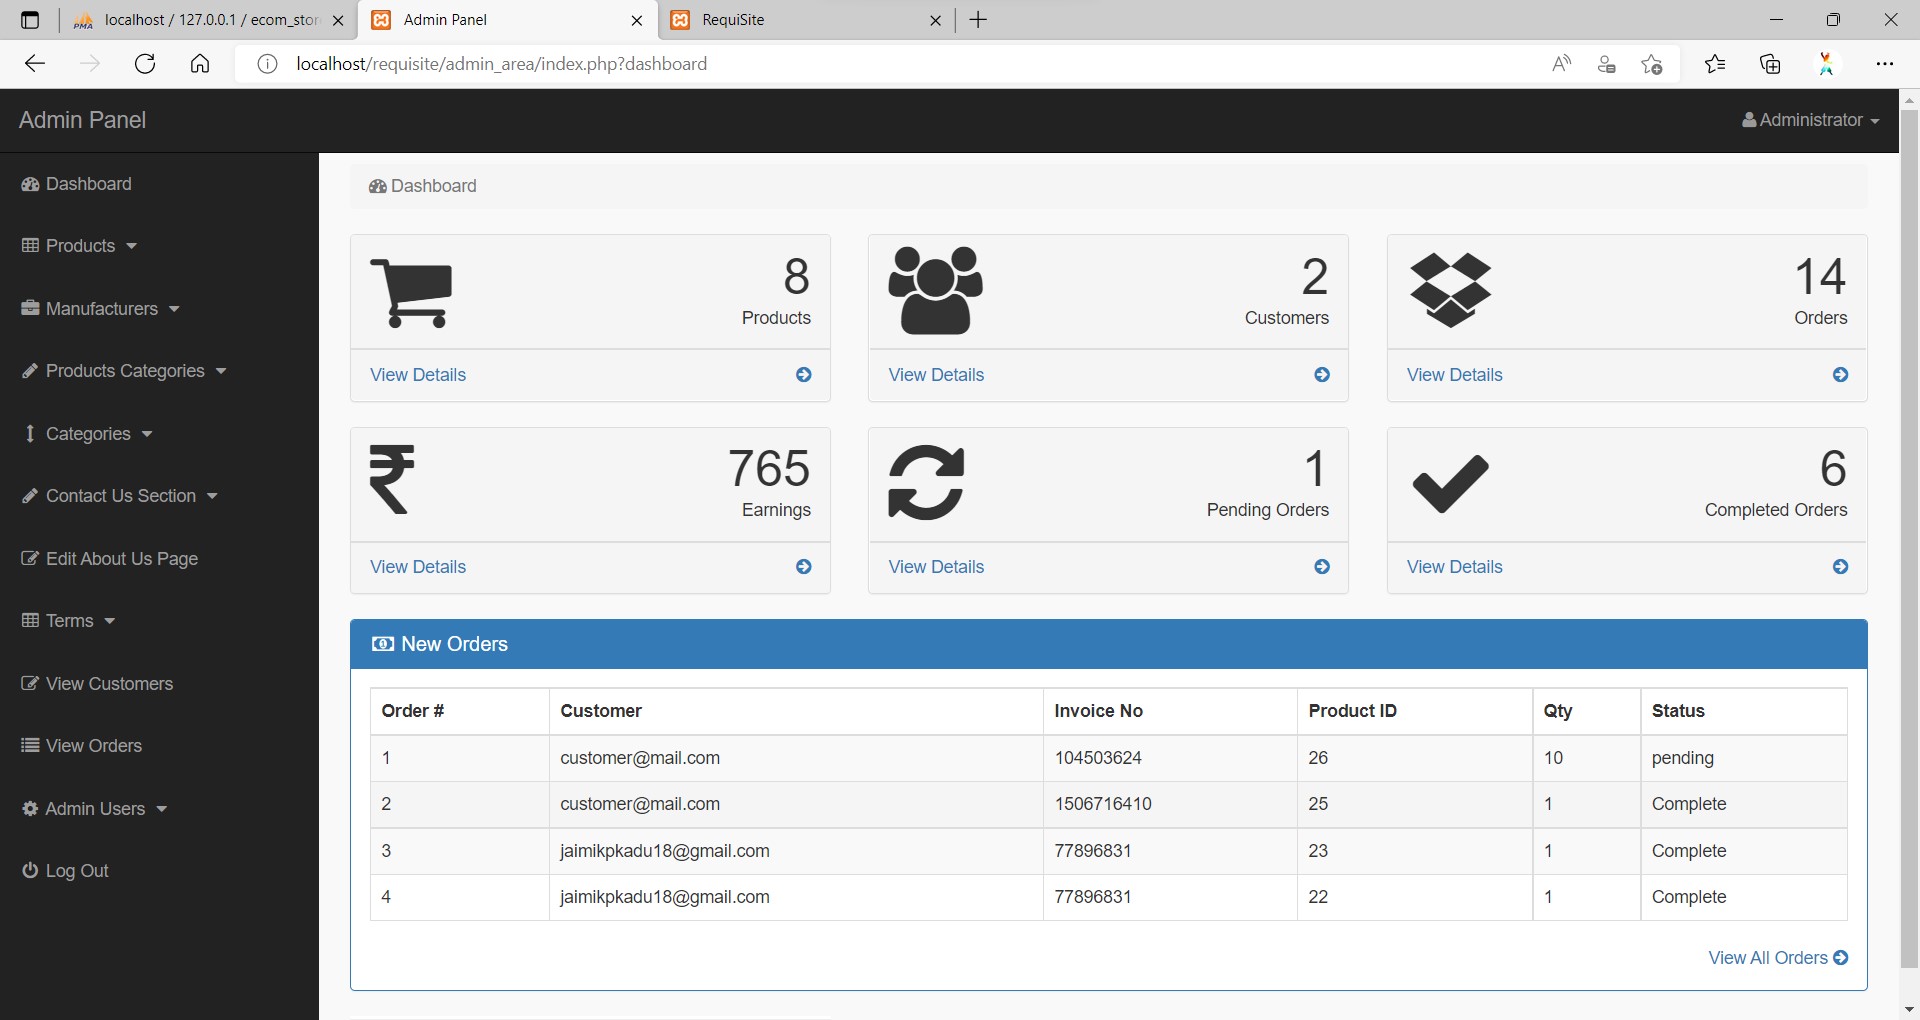 localhost / 127.0.0.1 / ecom_stor
Admin Panel
RequiSite
localhost/requisite/admin_area/index.php?dashboard
Admin Panel
Administrator
Dashboard
Products
Manufacturers
Products Categories
Categories
Contact Us Section
Edit About Us Page
Terms
View Customers
View Orders
Admin Users
Log Out
Dashboard
8
Products
View Details
2
Customers
View Details
14
Orders
View Details
765
Earnings
View Details
1
Pending Orders
View Details
6
Completed Orders
View Details
New Orders
Order # Customer Invoice No Product ID Qty Status
1 customer@mail.com 104503624 26 10 pending
2 customer@mail.com 1506716410 25 1 Complete
3 jaimikpkadu18@gmail.com 77896831 23 1 Complete
4 jaimikpkadu18@gmail.com 77896831 22 1 Complete
View All Orders